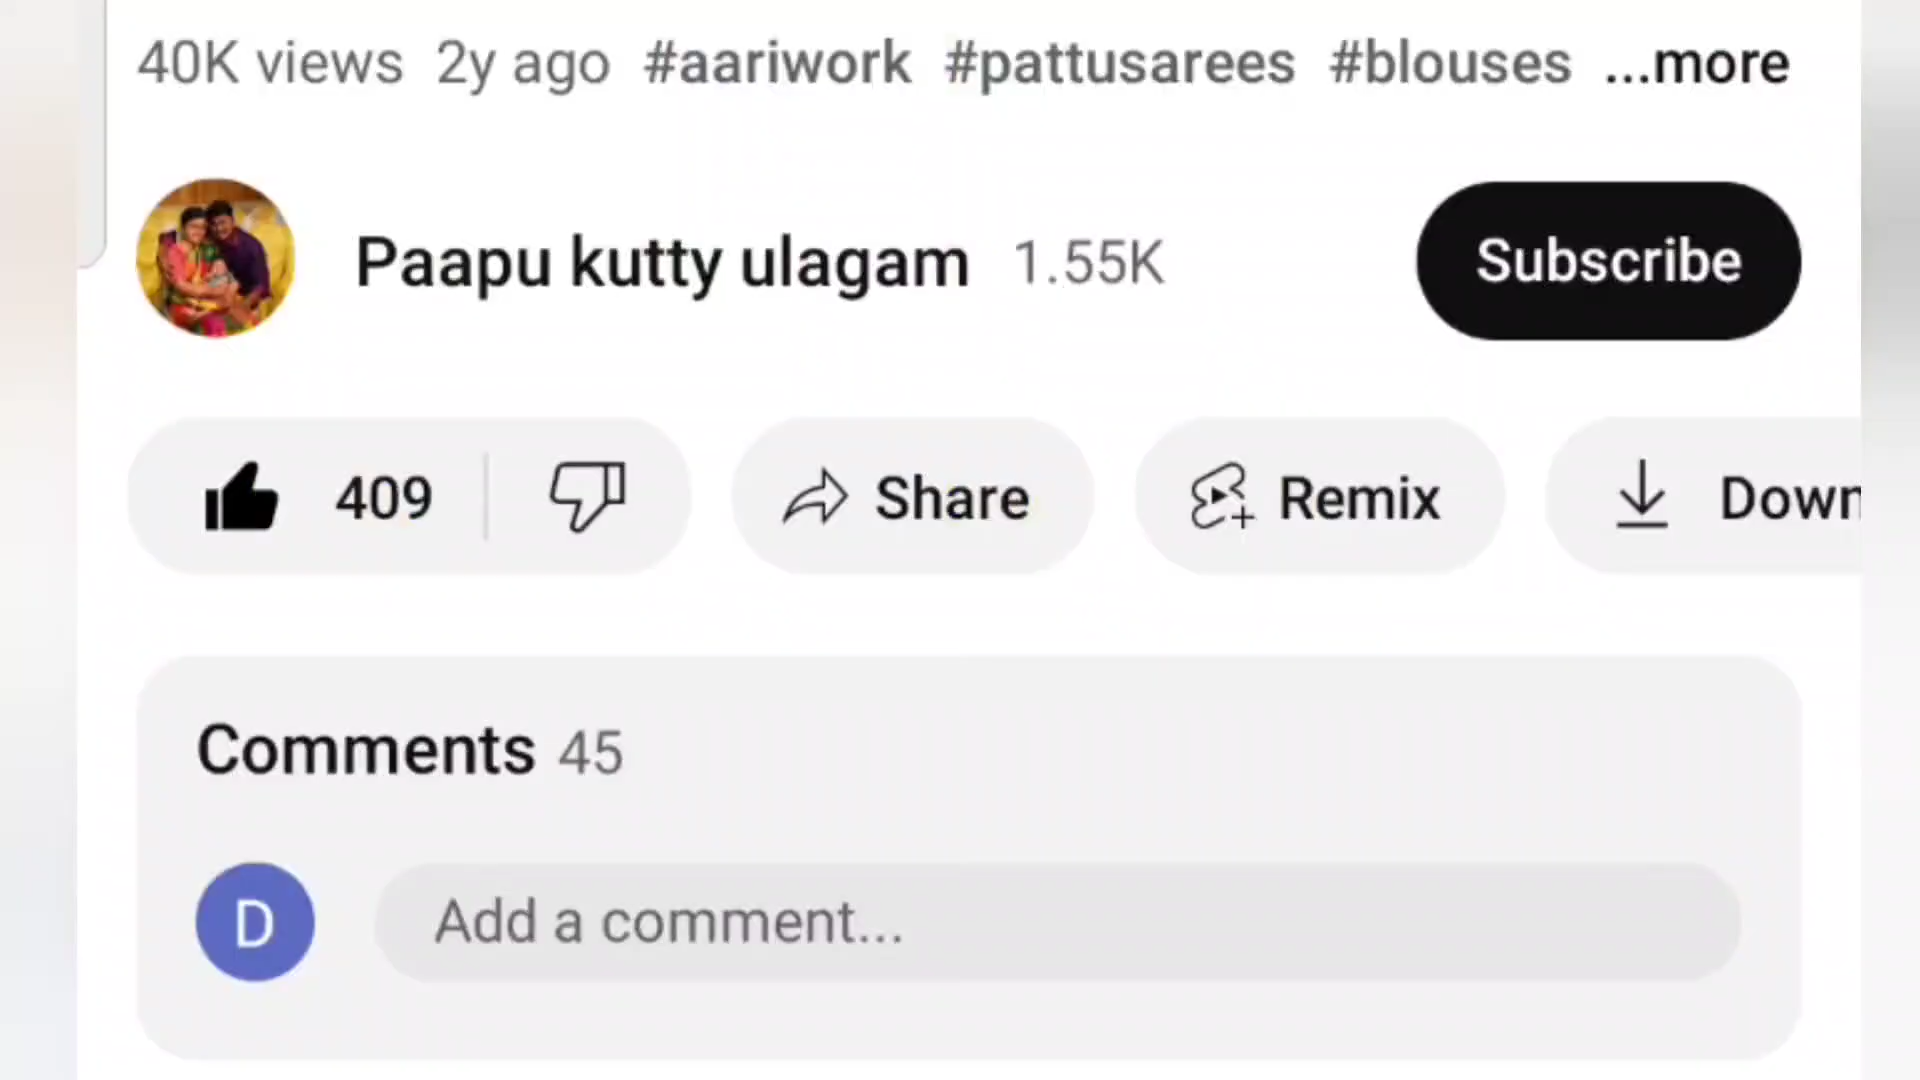 40K views 2y ago #aariwork #pattusarees #blouses ...more
Paapu kutty ulagam 1.55K Subscribe
409 Share Remix Down
Comments 45
D Add a comment...